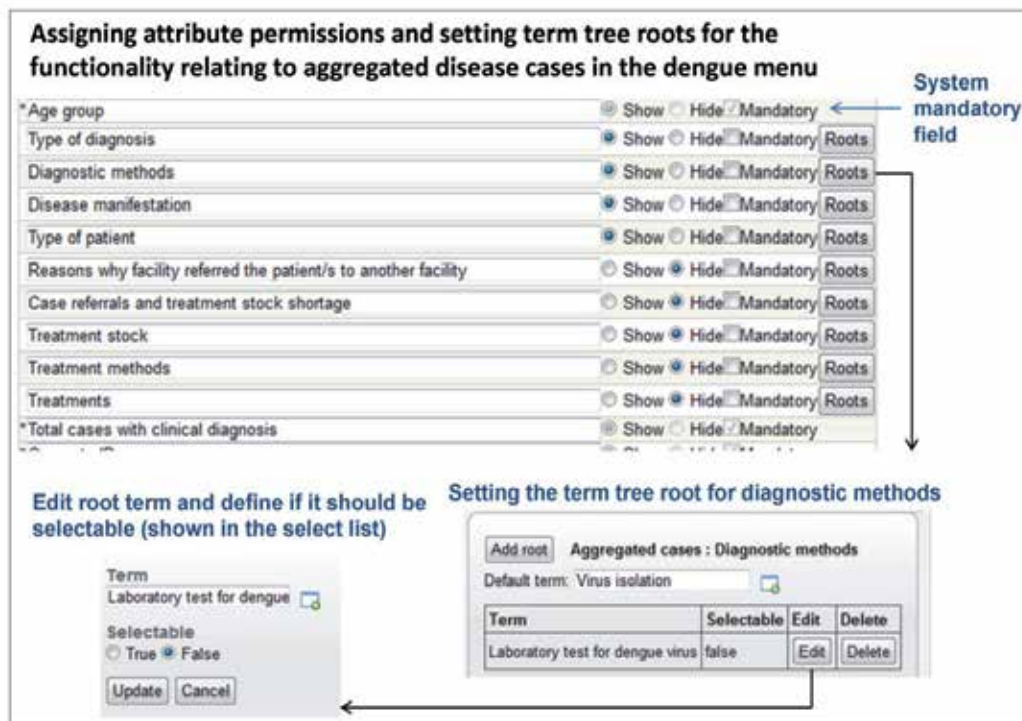 Assigning attribute permissions and setting term tree roots for the
functionality relating to aggregated disease cases in the dengue menu
System
mandatory
field
*Age group Show Hide Mandatory
Type of diagnosis Show Hide Mandatory Roots
Diagnostic methods Show Hide Mandatory Roots
Disease manifestation Show Hide Mandatory Roots
Type of patient Show Hide Mandatory Roots
Reasons why facility referred the patient/s to another facility Show Hide Mandatory Roots
Case referrals and treatment stock shortage Show Hide Mandatory Roots
Treatment stock Show Hide Mandatory Roots
Treatment methods Show Hide Mandatory Roots
Treatments Show Hide Mandatory Roots
*Total cases with clinical diagnosis Show Hide Mandatory
Edit root term and define if it should be
selectable (shown in the select list)
Term
Laboratory test for dengue
Selectable
True False
Update Cancel
Setting the term tree root for diagnostic methods
Add root Aggregated cases : Diagnostic methods
Default term: Virus isolation
Term Selectable Edit Delete
Laboratory test for dengue virus false Edit Delete